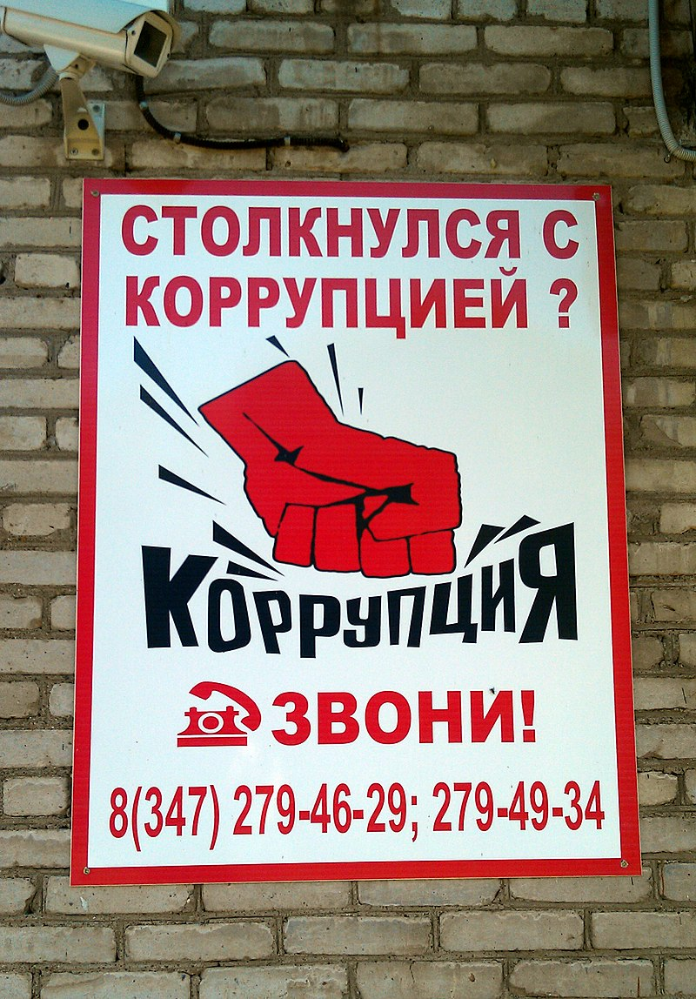 СТОЛКНУЛСЯ С
КОРРУПЦИЕЙ ?
КОРРУПЦИЯ
ЗВОНИ!
8(347) 279-46-29; 279-49-34